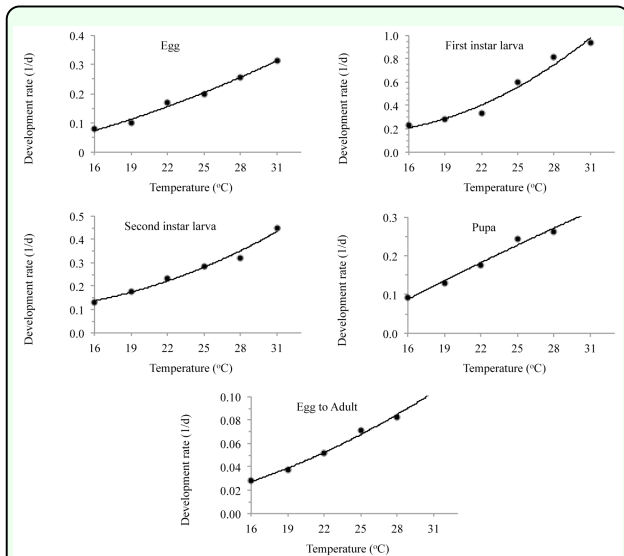 Egg
Development rate (1/d)
0.4
0.3
0.2
0.1
0
16 19 22 25 28 31
Temperature (°C)
First instar larva
Development rate (1/d)
1.0
0.8
0.6
0.4
0.2
0.0
16 19 22 25 28 31
Temperature (°C)
Second instar larva
Development rate (1/d)
0.5
0.4
0.3
0.2
0.1
0.0
16 19 22 25 28 31
Temperature (°C)
Pupa
Development rate (1/d)
0.3
0.2
0.1
0.0
16 19 22 25 28 31
Temperature (°C)
Egg to Adult
Development rate (1/d)
0.10
0.08
0.06
0.04
0.02
0.00
16 19 22 25 28 31
Temperature (°C)